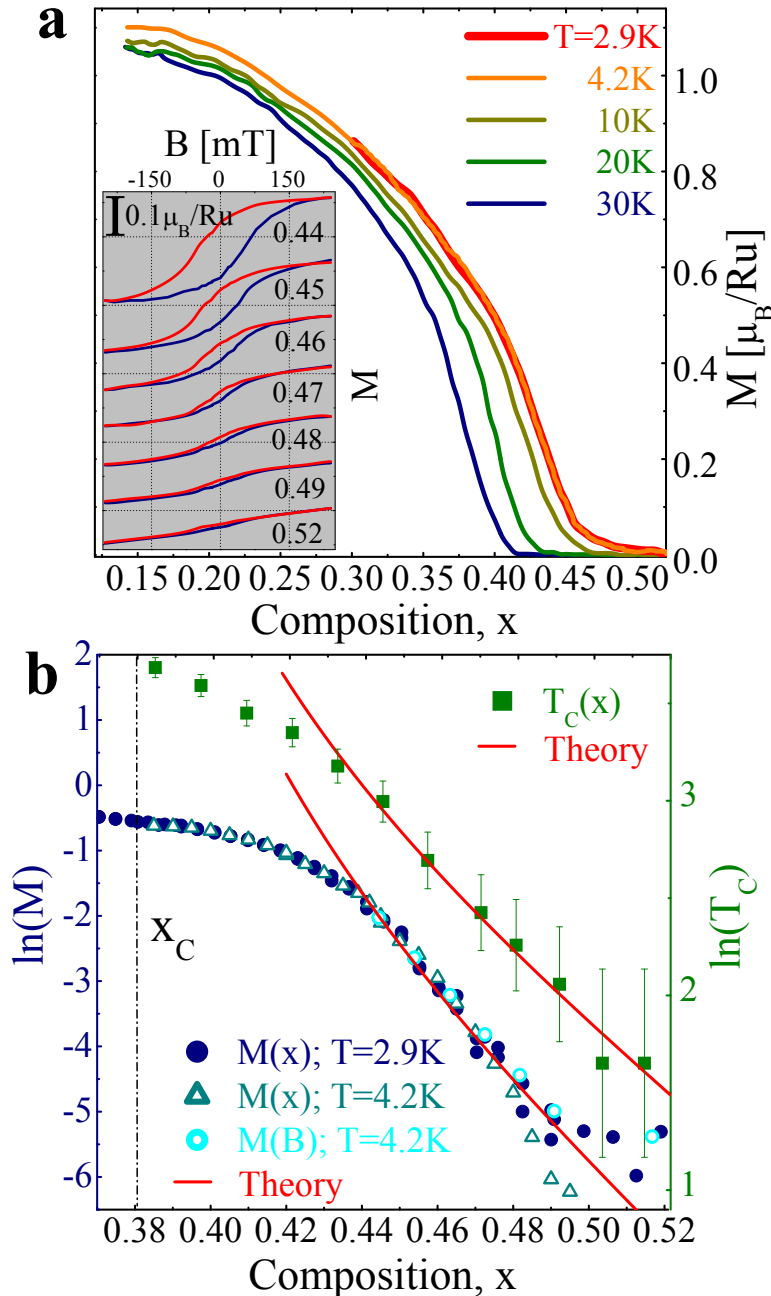 a
T=2.9K
4.2K
10K
20K
30K
B [mT]
-150 0 150
0.1μ_B/Ru
0.44
0.45
0.46
0.47
0.48
0.49
0.52
M
1.0
0.8
0.6
0.4
0.2
0.0
M [μ_B/Ru]
0.15 0.20 0.25 0.30 0.35 0.40 0.45 0.50
Composition, x
b
T_C(x)
Theory
2
1
0
-1
-2
-3
-4
-5
-6
ln(M)
x_C
3
2
1
ln(T_C)
M(x); T=2.9K
M(x); T=4.2K
M(B); T=4.2K
Theory
0.38 0.40 0.42 0.44 0.46 0.48 0.50 0.52
Composition, x